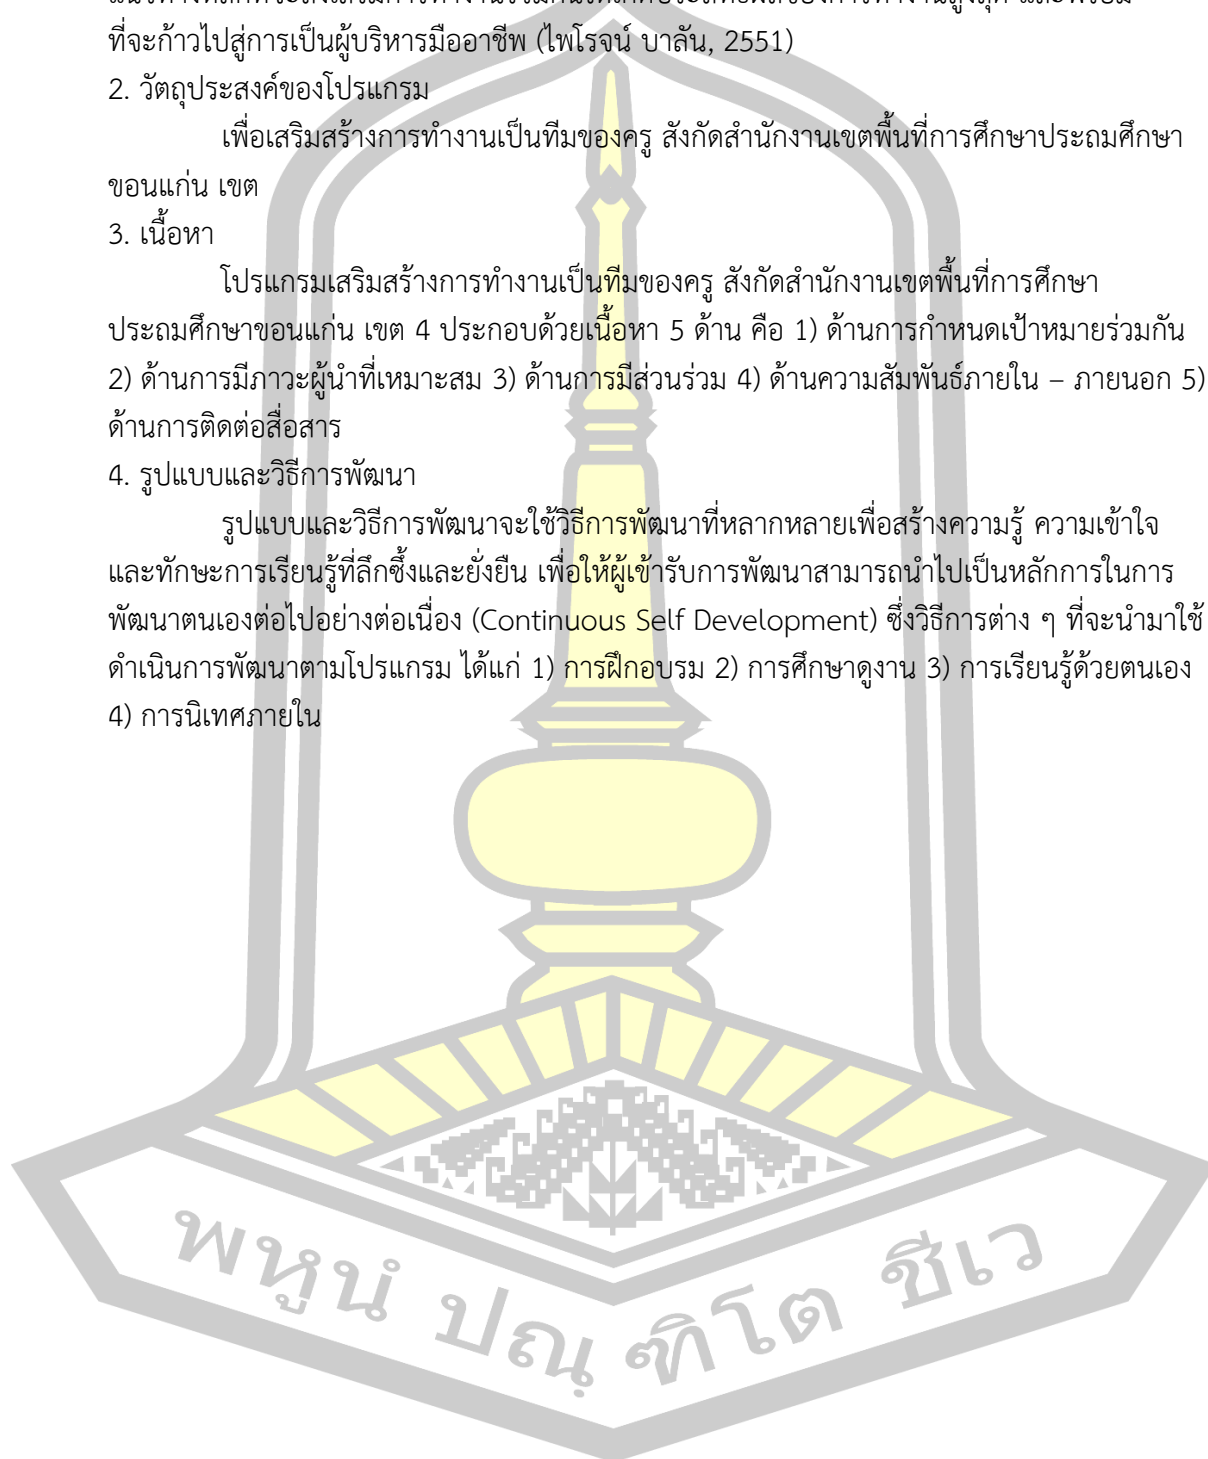 ที่จะก้าวไปสู่การเป็นผู้บริหารมืออาชีพ (ไพโรจน์ บาลัน, 2551)
2. วัตถุประสงค์ของโปรแกรม
เพื่อเสริมสร้างการทำงานเป็นทีมของครู สังกัดสำนักงานเขตพื้นที่การศึกษาประถมศึกษา
ขอนแก่น เขต
3. เนื้อหา
โปรแกรมเสริมสร้างการทำงานเป็นทีมของครู สังกัดสำนักงานเขตพื้นที่การศึกษา
ประถมศึกษาขอนแก่น เขต 4 ประกอบด้วยเนื้อหา 5 ด้าน คือ 1) ด้านการกำหนดเป้าหมายร่วมกัน
2) ด้านการมีภาวะผู้นำที่เหมาะสม 3) ด้านการมีส่วนร่วม 4) ด้านความสัมพันธ์ภายใน – ภายนอก 5)
ด้านการติดต่อสื่อสาร
4. รูปแบบและวิธีการพัฒนา
รูปแบบและวิธีการพัฒนาจะใช้วิธีการพัฒนาที่หลากหลายเพื่อสร้างความรู้ ความเข้าใจ
และทักษะการเรียนรู้ที่ลึกซึ้งและยั่งยืน เพื่อให้ผู้เข้ารับการพัฒนาสามารถนำไปเป็นหลักการในการ
พัฒนาตนเองต่อไปอย่างต่อเนื่อง (Continuous Self Development) ซึ่งวิธีการต่าง ๆ ที่จะนำมาใช้
ดำเนินการพัฒนาตามโปรแกรม ได้แก่ 1) การฝึกอบรม 2) การศึกษาดูงาน 3) การเรียนรู้ด้วยตนเอง
4) การนิเทศภายใน
พหูนํ ปณฺฑิโต ชีเว